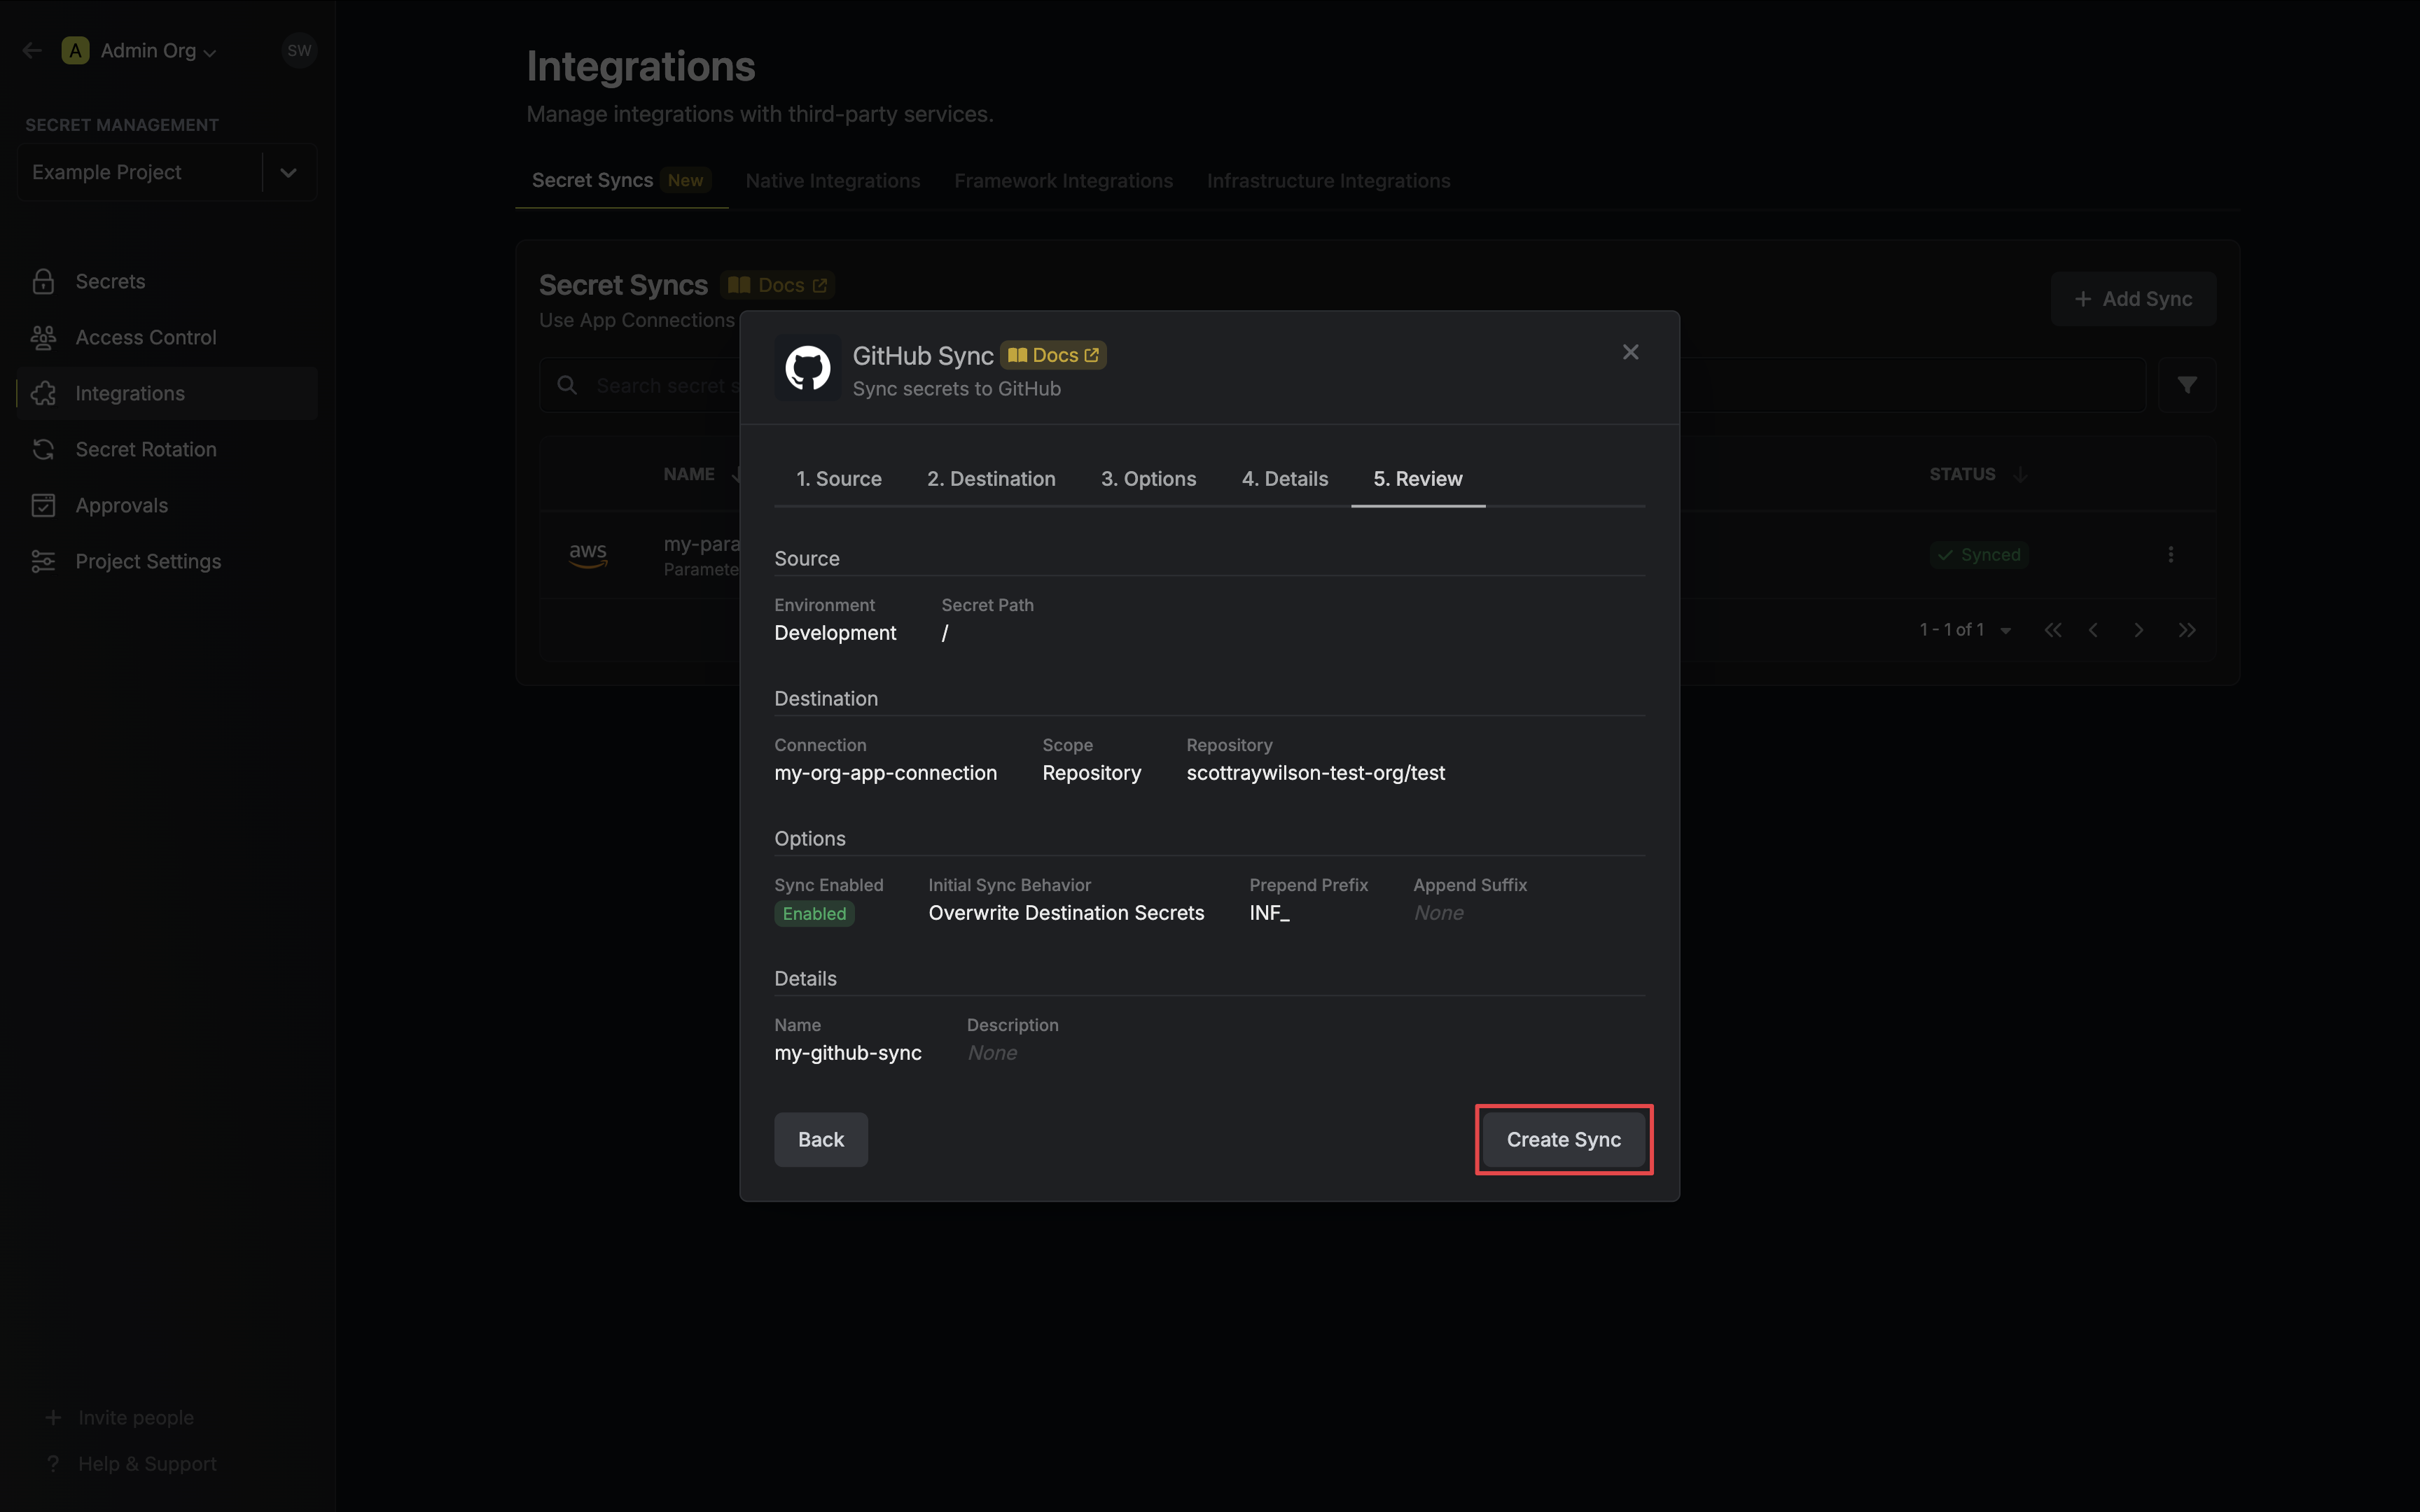 A Admin Org
SW
SECRET MANAGEMENT
Example Project
Secrets
Access Control
Integrations
Secret Rotation
Approvals
Project Settings
Invite people
Help & Support
Integrations
Manage integrations with third-party services.
Secret Syncs New Native Integrations Framework Integrations Infrastructure Integrations
Secret Syncs Docs
Use App Connections
Add Sync
Search secret s
NAME
STATUS
aws
my-para
Paramete
Synced
1 - 1 of 1
GitHub Sync Docs
Sync secrets to GitHub
1. Source 2. Destination 3. Options 4. Details 5. Review
Source
Environment Secret Path
Development /
Destination
Connection Scope Repository
my-org-app-connection Repository scottraywilson-test-org/test
Options
Sync Enabled Initial Sync Behavior Prepend Prefix Append Suffix
Enabled Overwrite Destination Secrets INF_ None
Details
Name Description
my-github-sync None
Back
Create Sync